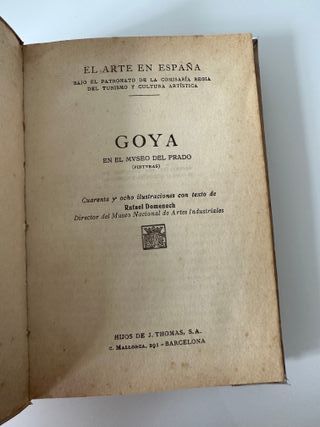 EL ARTE EN ESPAÑA
BAJO EL PATRONATO DE LA COMISARÍA REGIA
DEL TURISMO Y CULTURA ARTÍSTICA
GOYA
EN EL MVSEO DEL PRADO
(PINTVRAS)
Cuarenta y ocho ilustraciones con texto de
Rafael Domenech
Director del Museo Nacional de Artes Industriales
HIJOS DE J. THOMAS, S.A.
C. MALLORCA, 291 - BARCELONA